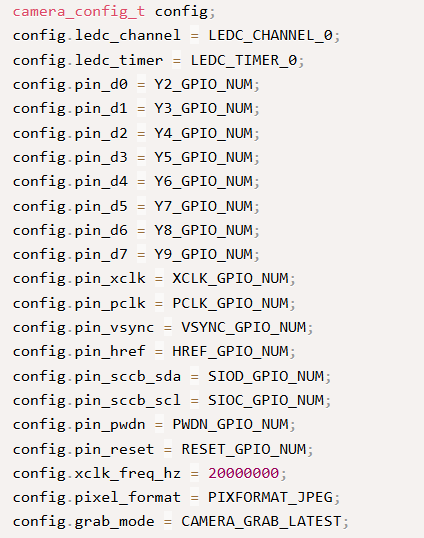 camera_config_t config;
config.ledc_channel = LEDC_CHANNEL_0;
config.ledc_timer = LEDC_TIMER_0;
config.pin_d0 = Y2_GPIO_NUM;
config.pin_d1 = Y3_GPIO_NUM;
config.pin_d2 = Y4_GPIO_NUM;
config.pin_d3 = Y5_GPIO_NUM;
config.pin_d4 = Y6_GPIO_NUM;
config.pin_d5 = Y7_GPIO_NUM;
config.pin_d6 = Y8_GPIO_NUM;
config.pin_d7 = Y9_GPIO_NUM;
config.pin_xclk = XCLK_GPIO_NUM;
config.pin_pclk = PCLK_GPIO_NUM;
config.pin_vsync = VSYNC_GPIO_NUM;
config.pin_href = HREF_GPIO_NUM;
config.pin_sccb_sda = SIOD_GPIO_NUM;
config.pin_sccb_scl = SIOC_GPIO_NUM;
config.pin_pwdn = PWDN_GPIO_NUM;
config.pin_reset = RESET_GPIO_NUM;
config.xclk_freq_hz = 20000000;
config.pixel_format = PIXFORMAT_JPEG;
config.grab_mode = CAMERA_GRAB_LATEST;